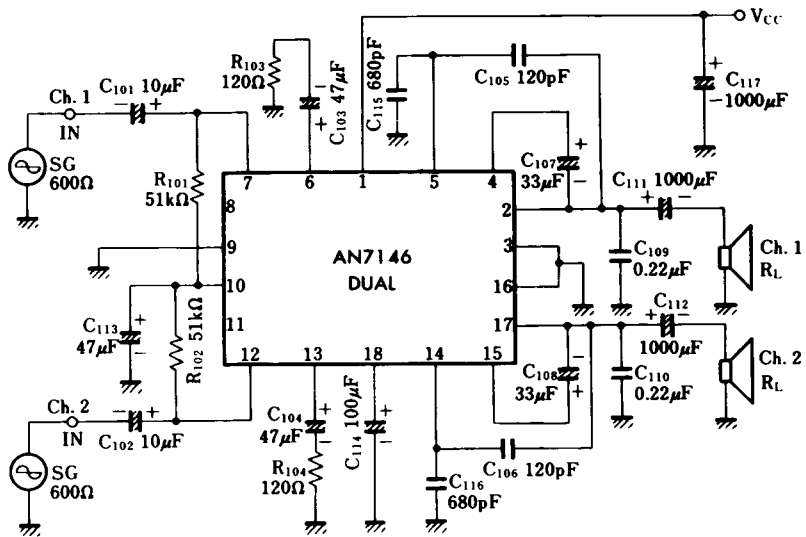 VCC
R103
120Ω
C103 47μF
C115 680pF
C105 120pF
C117
1000μF
C101 10μF
Ch. 1
IN
SG
600Ω
R101
51kΩ
7
6
1
5
4
C107
33μF
C111 1000μF
8
2
9
AN7146
DUAL
3
C109
0.22μF
Ch. 1
RL
10
16
C113
47μF
R102 51kΩ
11
17
C112
1000μF
12
13
18
14
15
C108
33μF
C110
0.22μF
Ch. 2
RL
Ch. 2
IN
C102 10μF
C104
47μF
C114 100μF
SG
600Ω
R104
120Ω
C106 120pF
C116
680pF